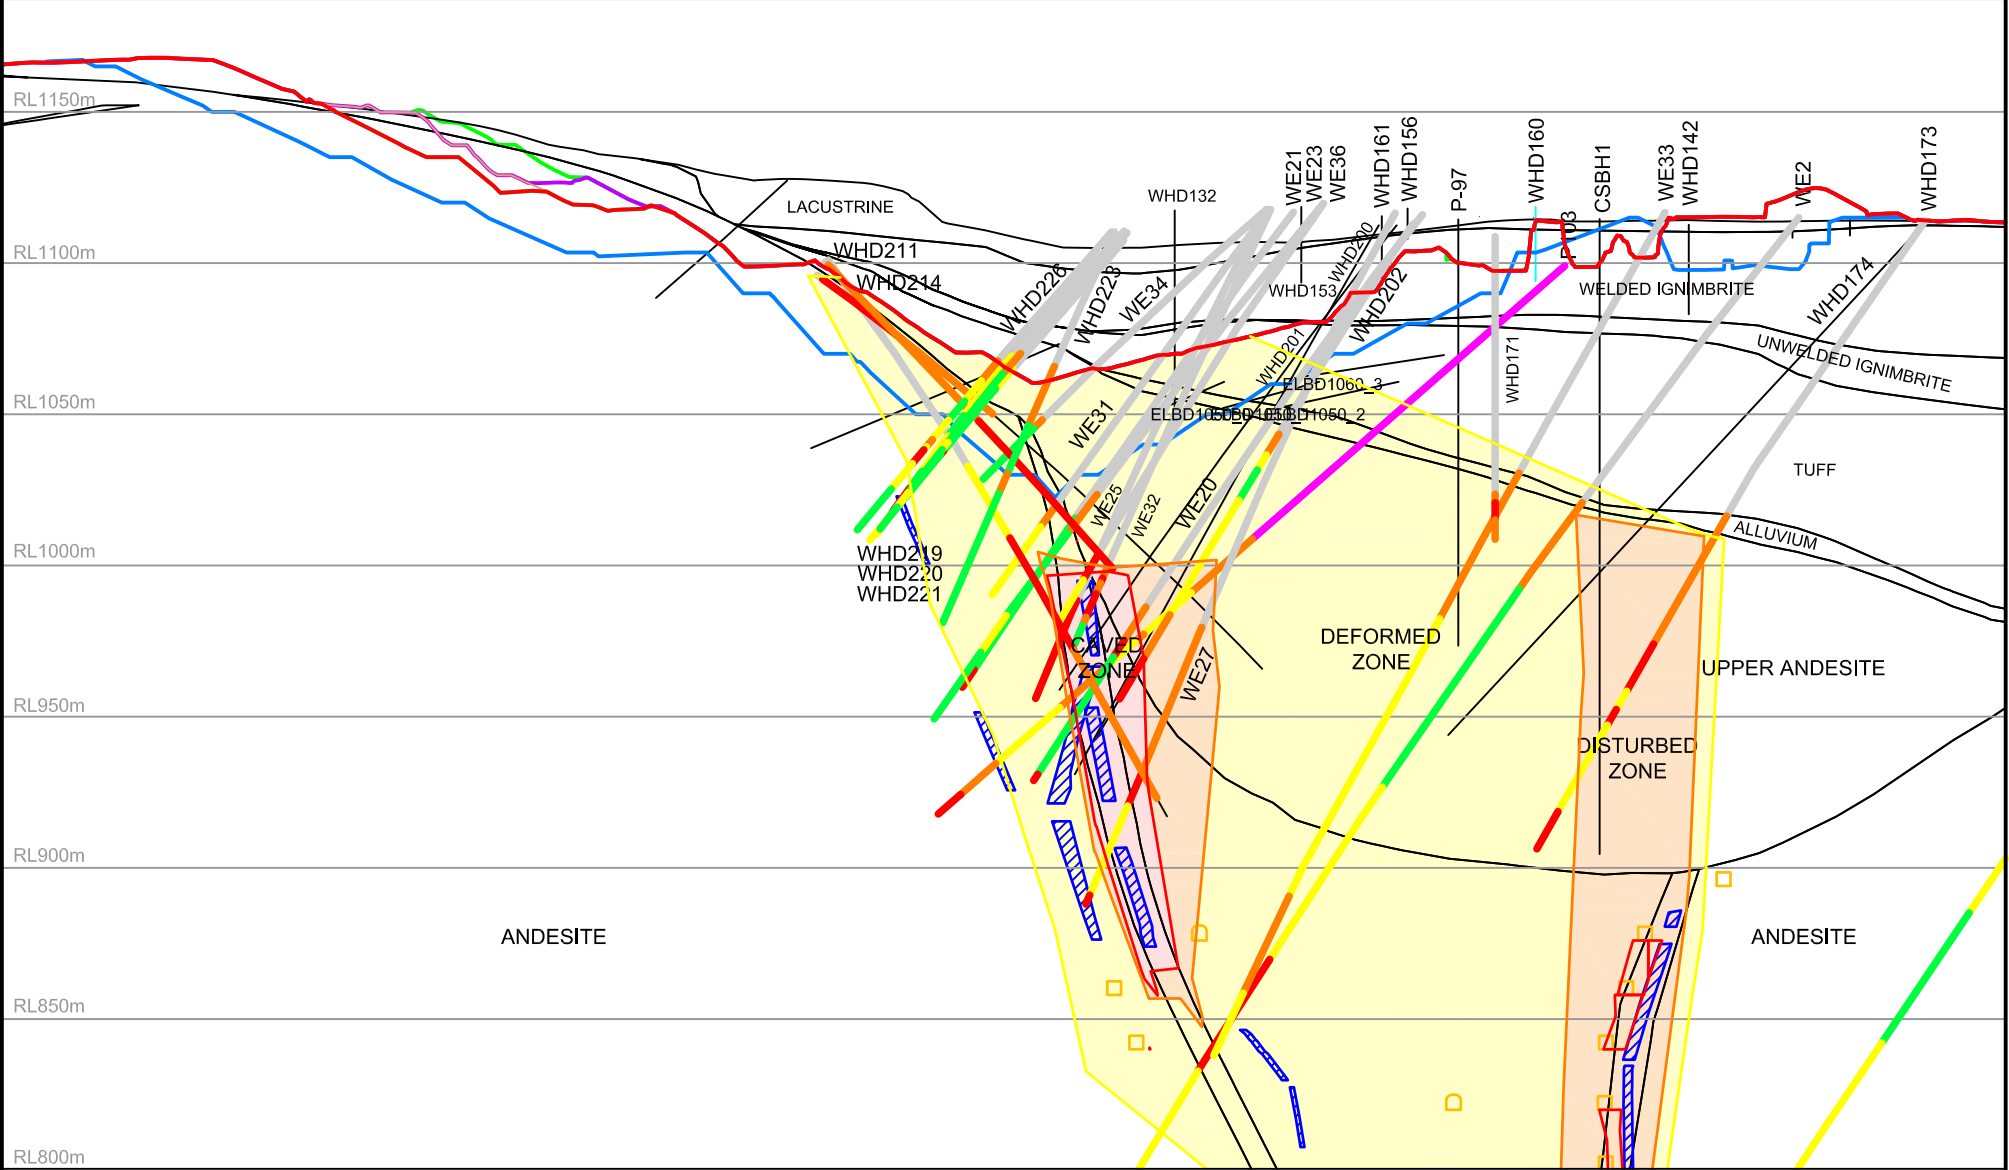 RL1150m
RL1100m
RL1050m
RL1000m
RL950m
RL900m
RL850m
RL800m
LACUSTRINE
WHD211
WHD214
WHD226
WHD223
WE34
WHD132
WE21
WE23
WE36
WHD161
WHD156
P-97
WHD160
CSBH1
WE33
WHD142
WE2
WHD173
WHD153
WHD200
WHD202
WHD201
WELDED IGNIMBRITE
WHD174
UNWELDED IGNIMBRITE
WHD171
ELBD1060_3
ELBD1050_2
WE31
WE25
WE32
WE20
TUFF
ALLUVIUM
WHD219
WHD220
WHD221
CAVED
ZONE
WE27
DEFORMED
ZONE
UPPER ANDESITE
DISTURBED
ZONE
ANDESITE
ANDESITE